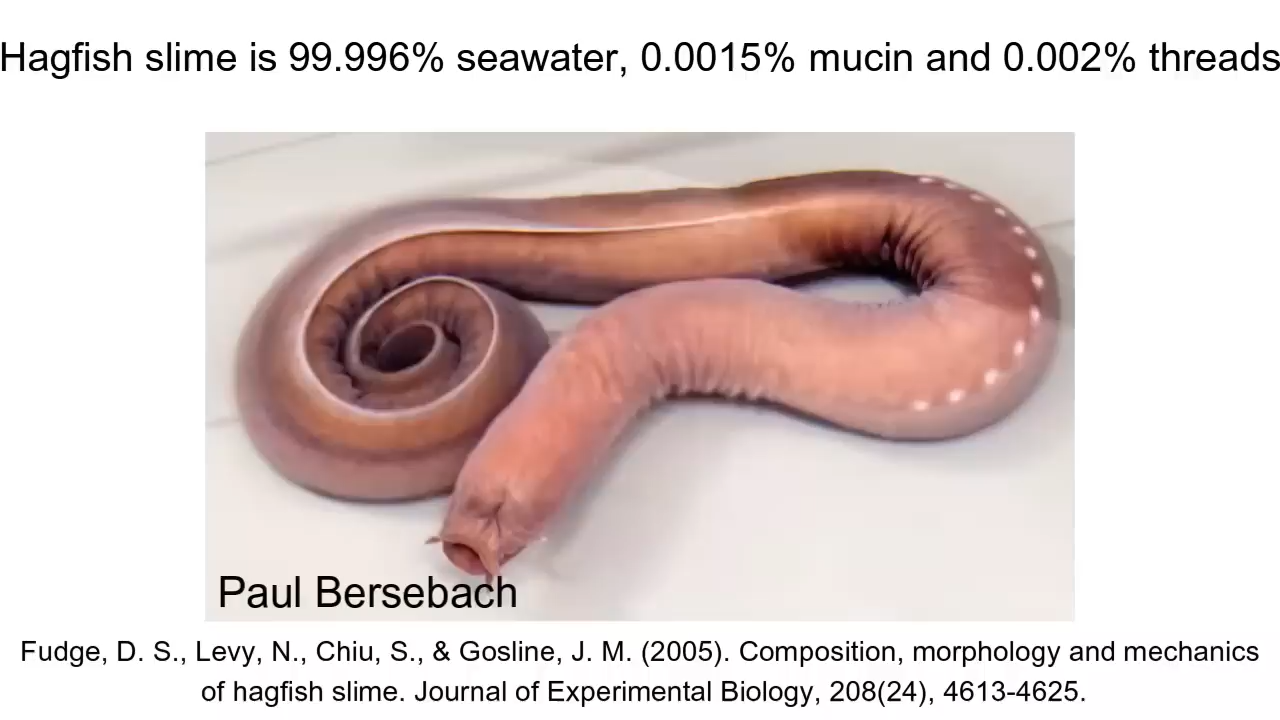 Hagfish slime is 99.996% seawater, 0.0015% mucin and 0.002% threads
Paul Bersebach
Fudge, D. S., Levy, N., Chiu, S., & Gosline, J. M. (2005). Composition, morphology and mechanics
of hagfish slime. Journal of Experimental Biology, 208(24), 4613-4625.